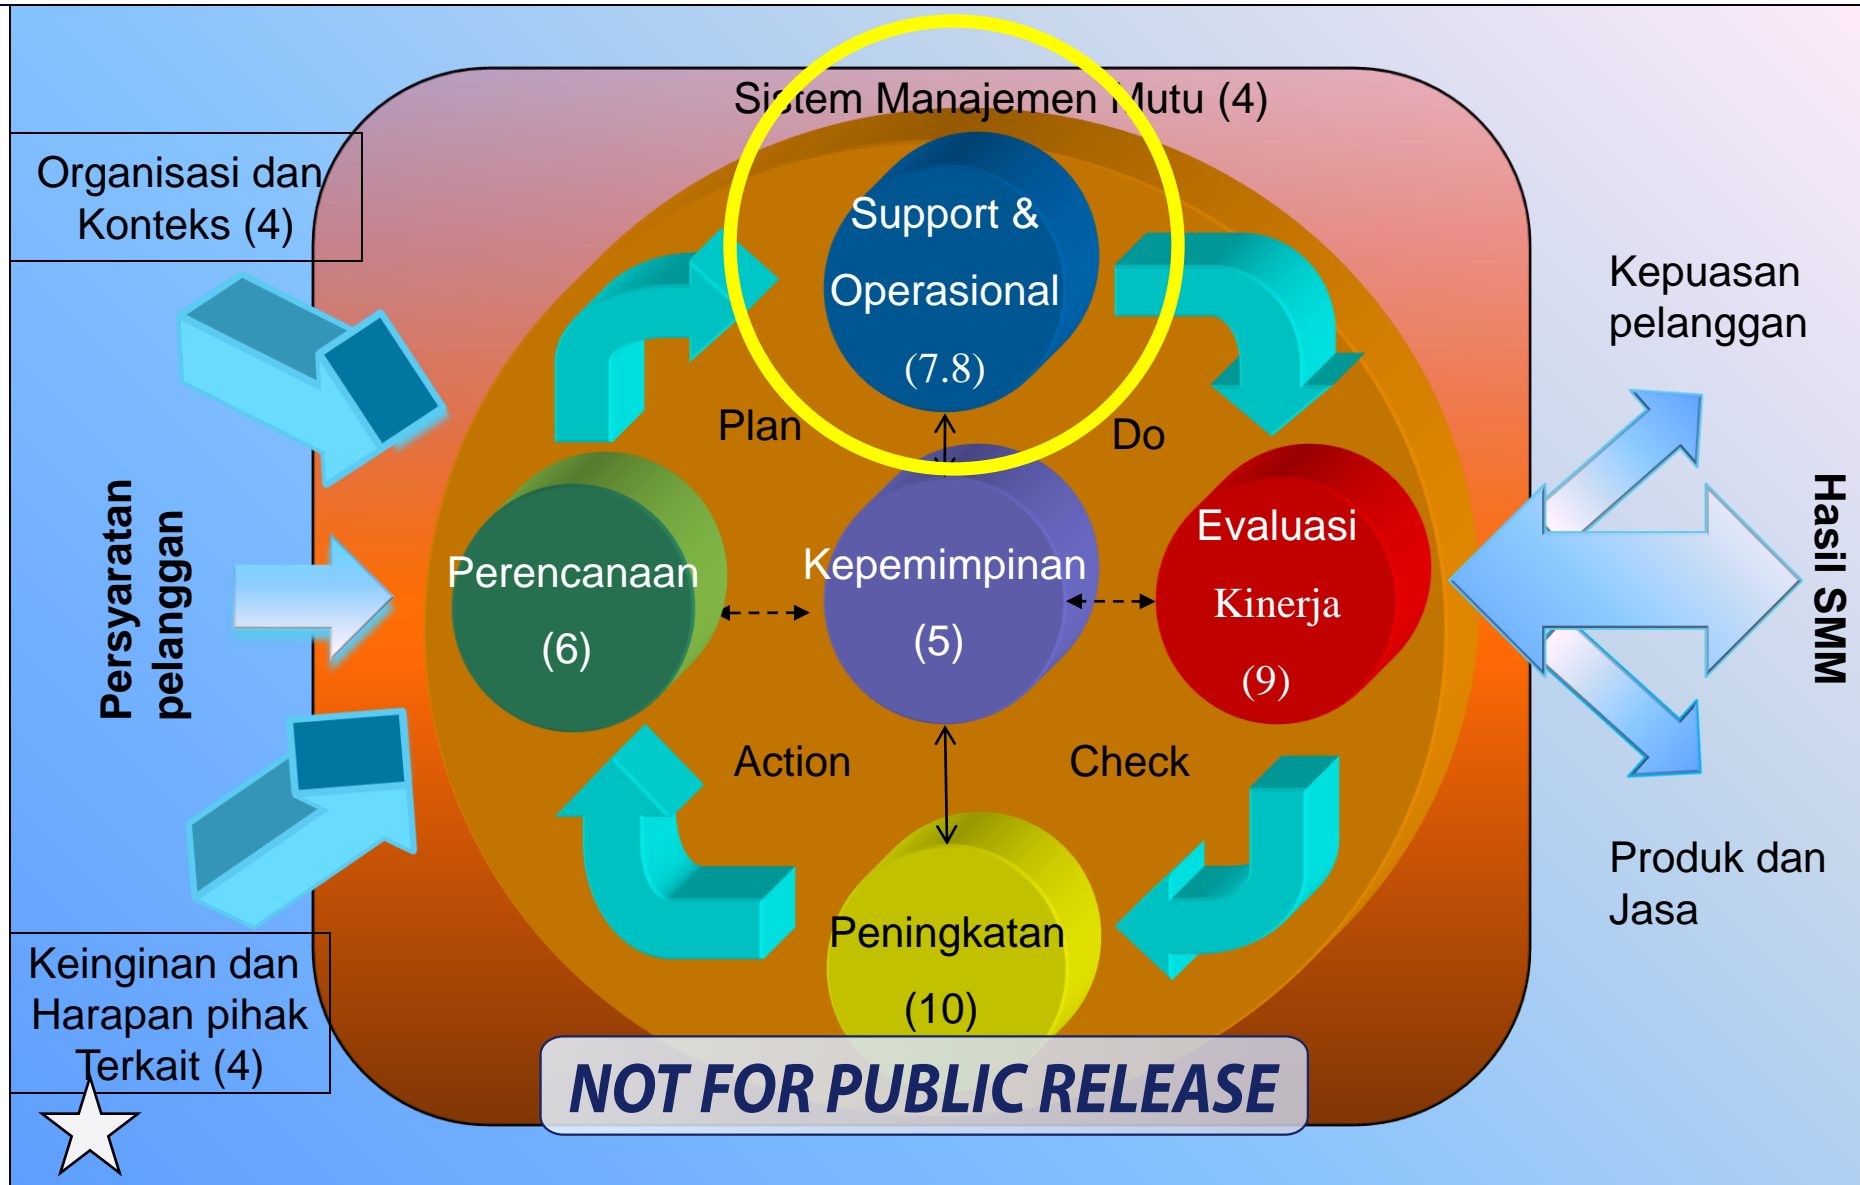 Sistem Manajemen Mutu (4)
Organisasi dan
Konteks (4)
Support &
Operasional
(7.8)
Kepuasan
pelanggan
Plan
Do
Persyaratan
pelanggan
Perencanaan
(6)
Kepemimpinan
(5)
Evaluasi
Kinerja
(9)
Hasil SMM
Action
Check
Produk dan
Jasa
Peningkatan
(10)
Keinginan dan
Harapan pihak
Terkait (4)
NOT FOR PUBLIC RELEASE